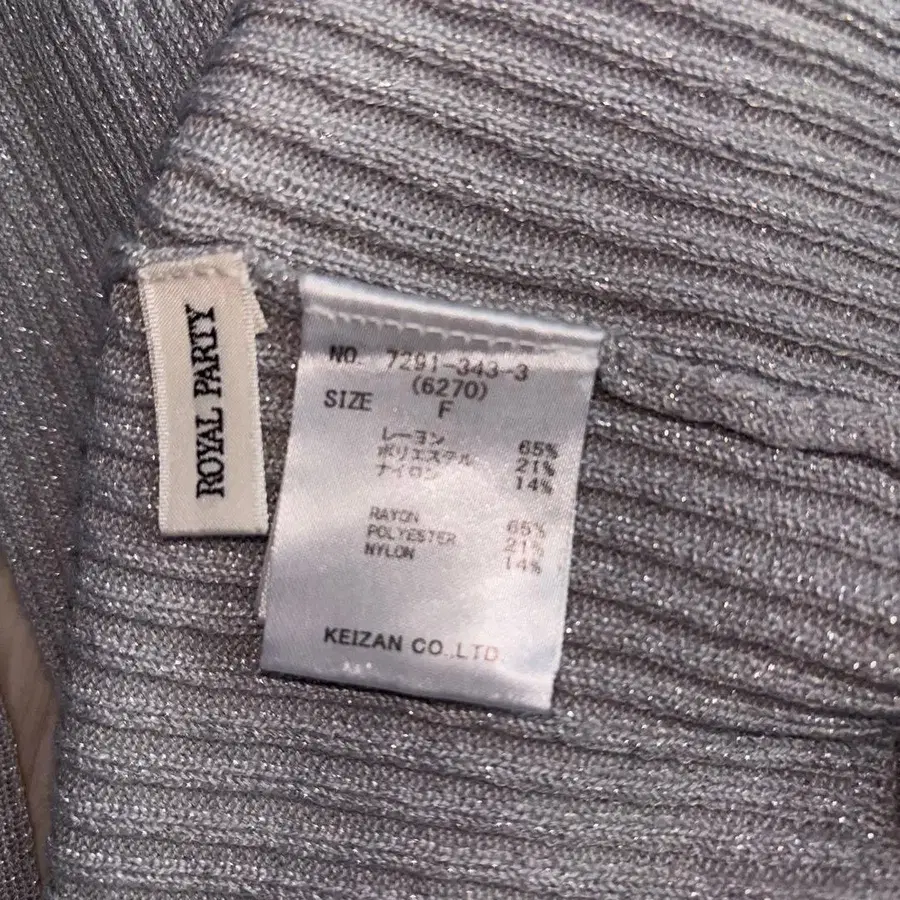 ROYAL PARTY
NO. 7291-343-3
(6270)
SIZE F
レーヨン 65%
ポリエステル 21%
ナイロン 14%
RAYON 65%
POLYESTER 21%
NYLON 14%
KEIZAN CO.,LTD.